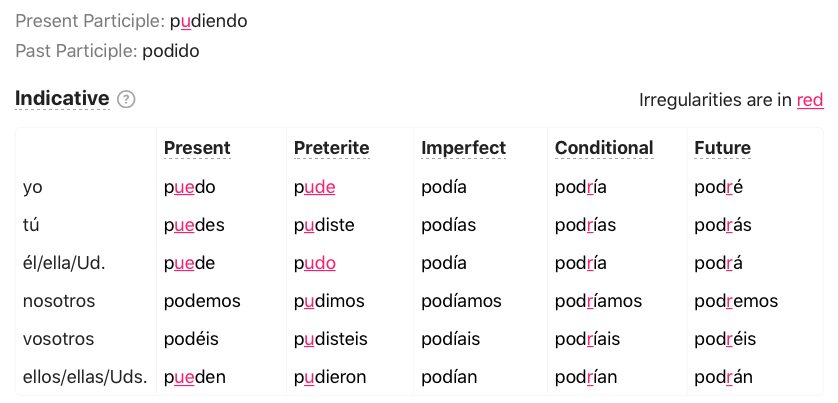 Present Participle: pudiendo
Past Participle: podido
Indicative ?
Irregularities are in red
Present Preterite Imperfect Conditional Future
yo puedo pude podía podría podré
tú puedes pudiste podías podrías podrás
él/ella/Ud. puede pudo podía podría podrá
nosotros podemos pudimos podíamos podríamos podremos
vosotros podéis pudisteis podíais podríais podréis
ellos/ellas/Uds. pueden pudieron podían podrían podrán